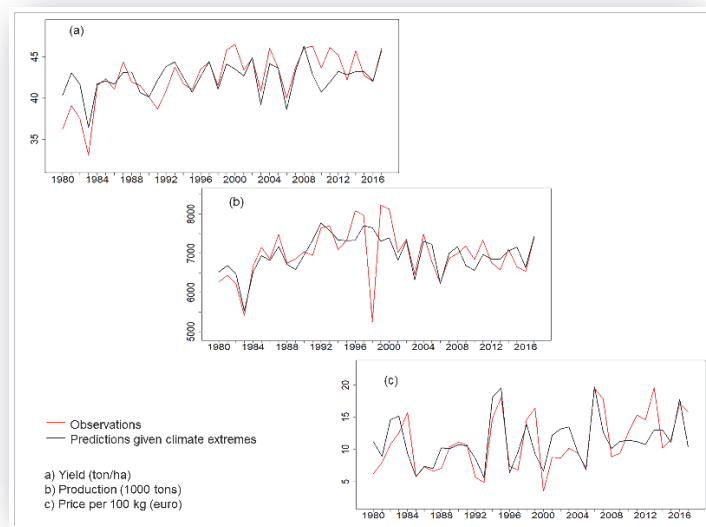 (a)
45
40
35
1980 1984 1988 1992 1996 2000 2004 2008 2012 2016
(b)
8000
7000
6000
5000
1980 1984 1988 1992 1996 2000 2004 2008 2012 2016
(c)
20
15
10
5
1980 1984 1988 1992 1996 2000 2004 2008 2012 2016
Observations
Predictions given climate extremes
a) Yield (ton/ha)
b) Production (1000 tons)
c) Price per 100 kg (euro)